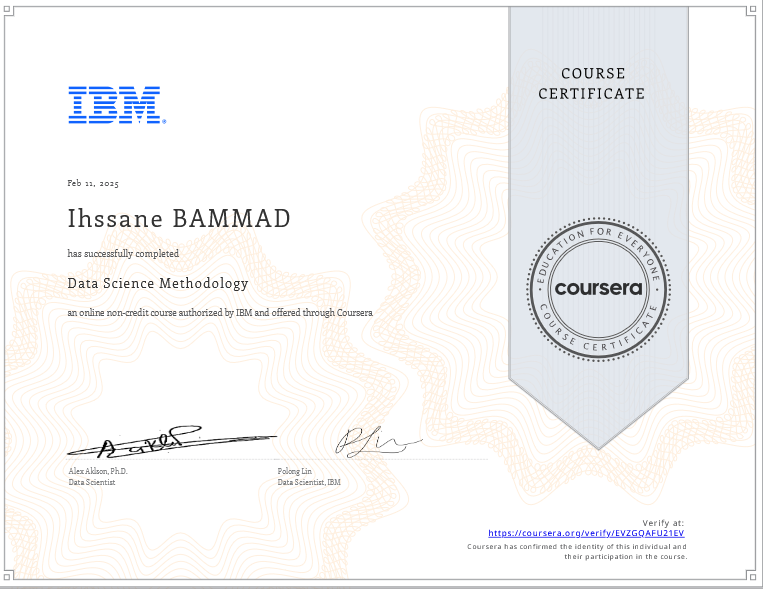 COURSE
CERTIFICATE
IBM®
Feb 11, 2025
Ihssane BAMMAD
has successfully completed
Data Science Methodology
an online non-credit course authorized by IBM and offered through Coursera
EDUCATION FOR EVERYONE
coursera
COURSE CERTIFICATE
Alex Aklson, Ph.D.
Data Scientist
Polong Lin
Data Scientist, IBM
Verify at:
https://coursera.org/verify/EVZGQAFU21EV
Coursera has confirmed the identity of this individual and
their participation in the course.